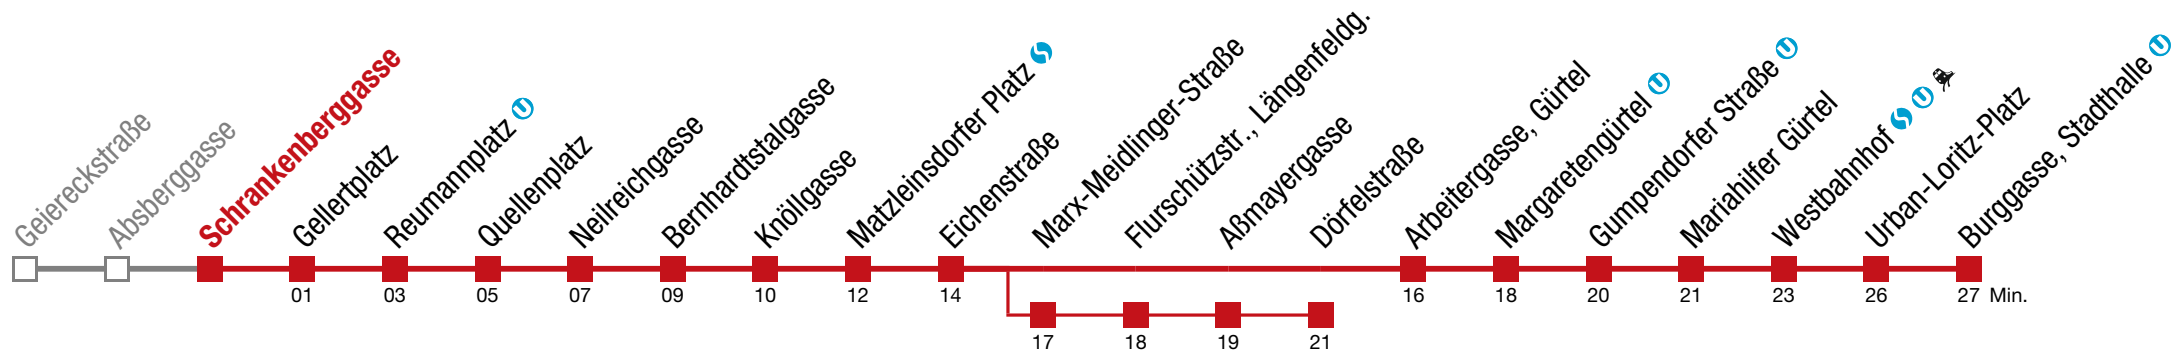 Geiereckstraße
Absberggasse
Schrankenberggasse
Gellertplatz
Reumannplatz
Quellenplatz
Neilreichgasse
Bernhardtstalgasse
Knöllgasse
Matzleinsdorfer Platz
Eichenstraße
Marx-Meidlinger-Straße
Flurschützstr., Längenfeldg.
Aßmayergasse
Dörfelstraße
Arbeitergasse, Gürtel
Margaretengürtel
Gumpendorfer Straße
Mariahilfer Gürtel
Westbahnhof
Urban-Loritz-Platz
Burggasse, Stadthalle
01 03 05 07 09 10 12 14 16 18 20 21 23 26 27 Min.
17 18 19 21